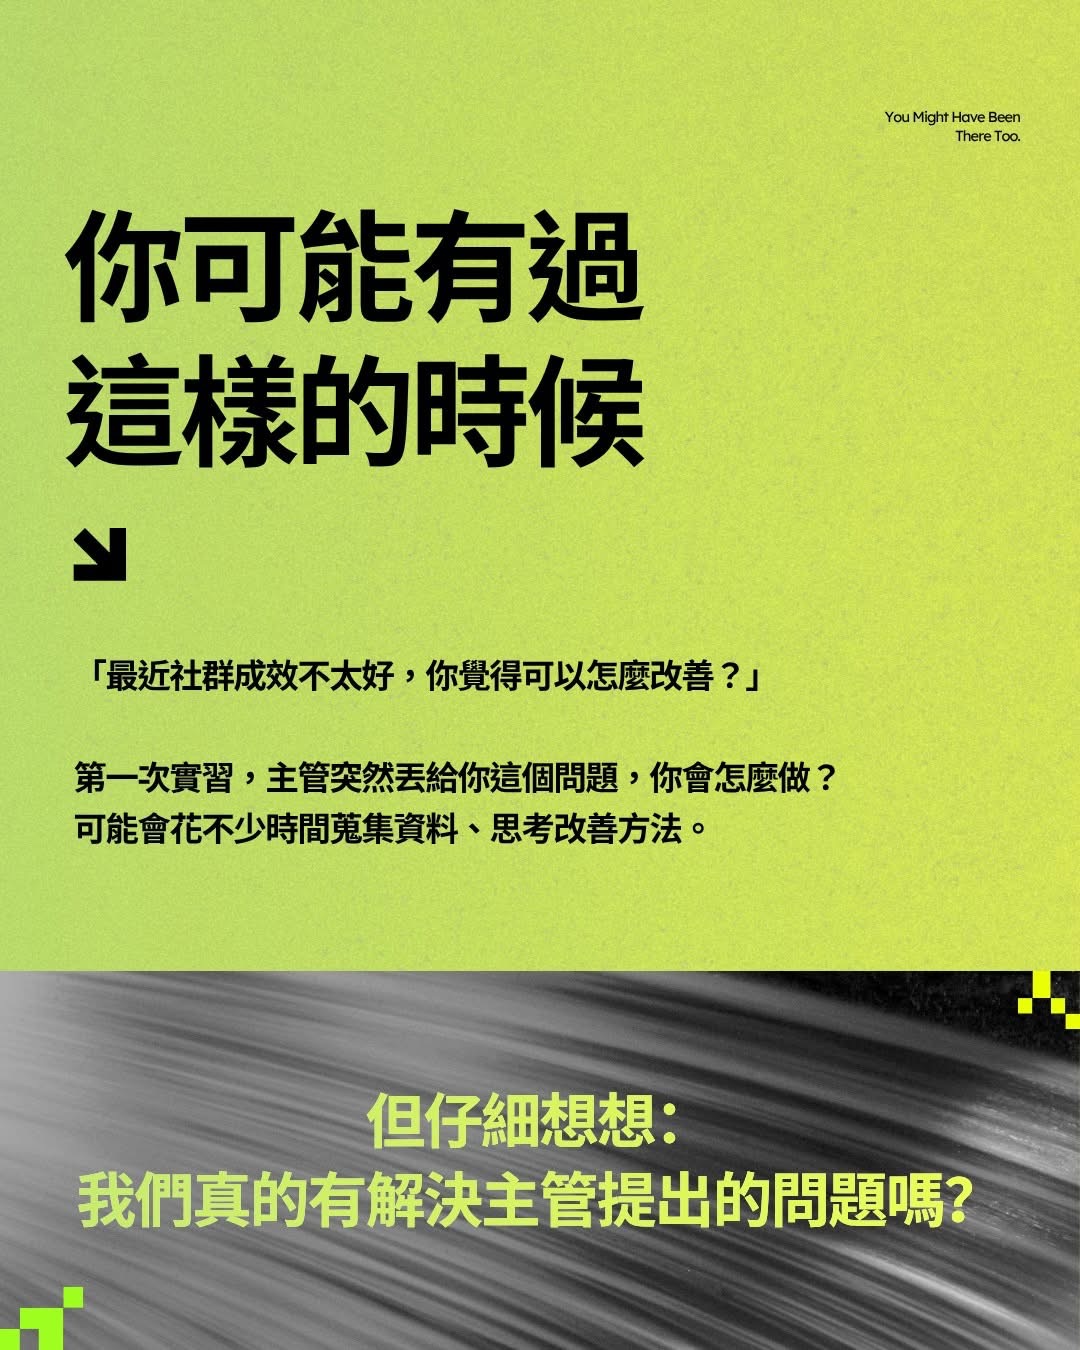 You Might Have Been
There Too.
你可能有過
這樣的時候
「最近社群成效不太好，你覺得可以怎麼改善？」
第一次實習，主管突然丟給你這個問題，你會怎麼做？
可能會花不少時間蒐集資料、思考改善方法。
但仔細想想：
我們真的有解決主管提出的問題嗎？